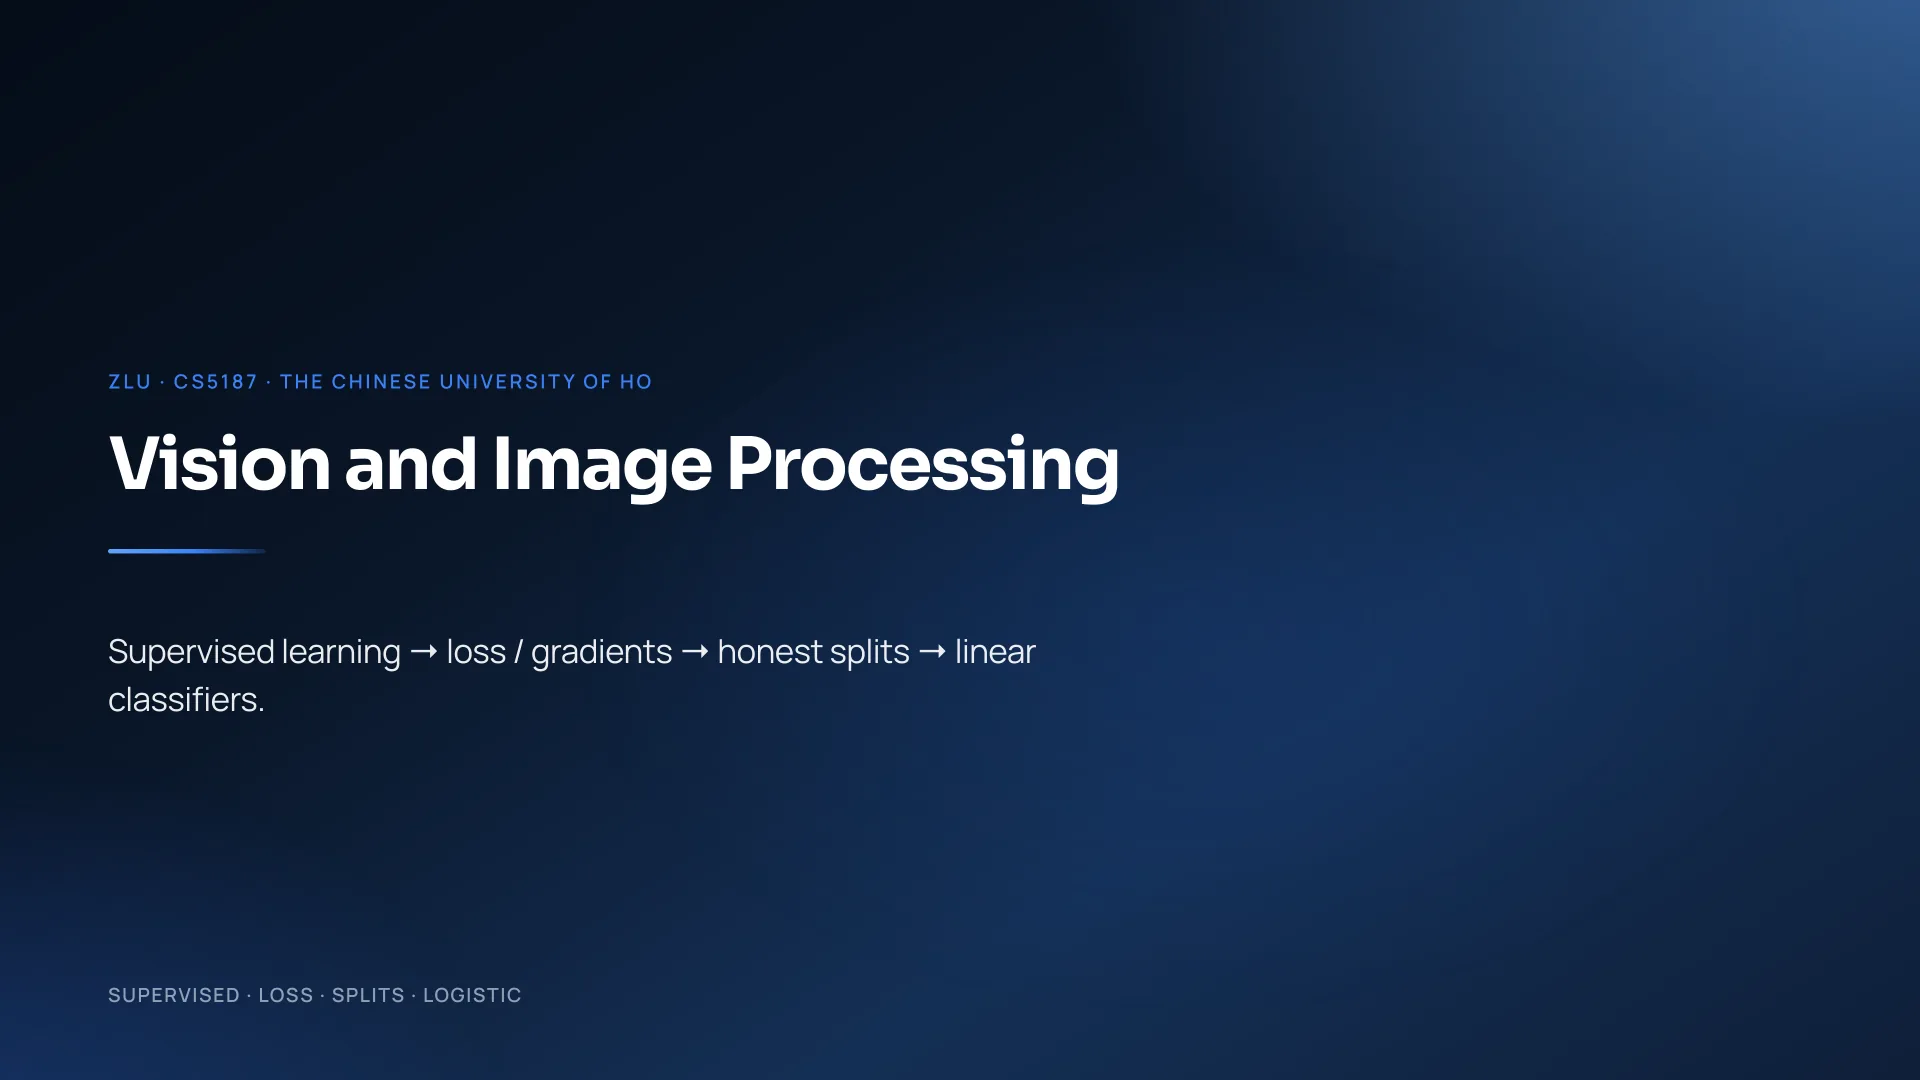 ZLU · CS5187 · THE CHINESE UNIVERSITY OF HO
Vision and Image Processing
Supervised learning → loss / gradients → honest splits → linear
classifiers.
SUPERVISED · LOSS · SPLITS · LOGISTIC